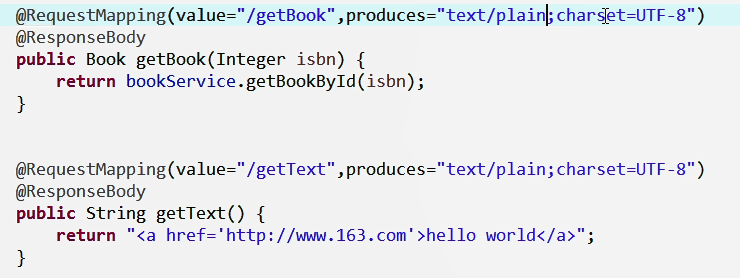 @RequestMapping(value="/getBook",produces="text/plain;charset=UTF-8")
@ResponseBody
public Book getBook(Integer isbn) {
    return bookService.getBookById(isbn);
}
@RequestMapping(value="/getText",produces="text/plain;charset=UTF-8")
@ResponseBody
public String getText() {
    return "<a href='http://www.163.com'>hello world</a>";
}